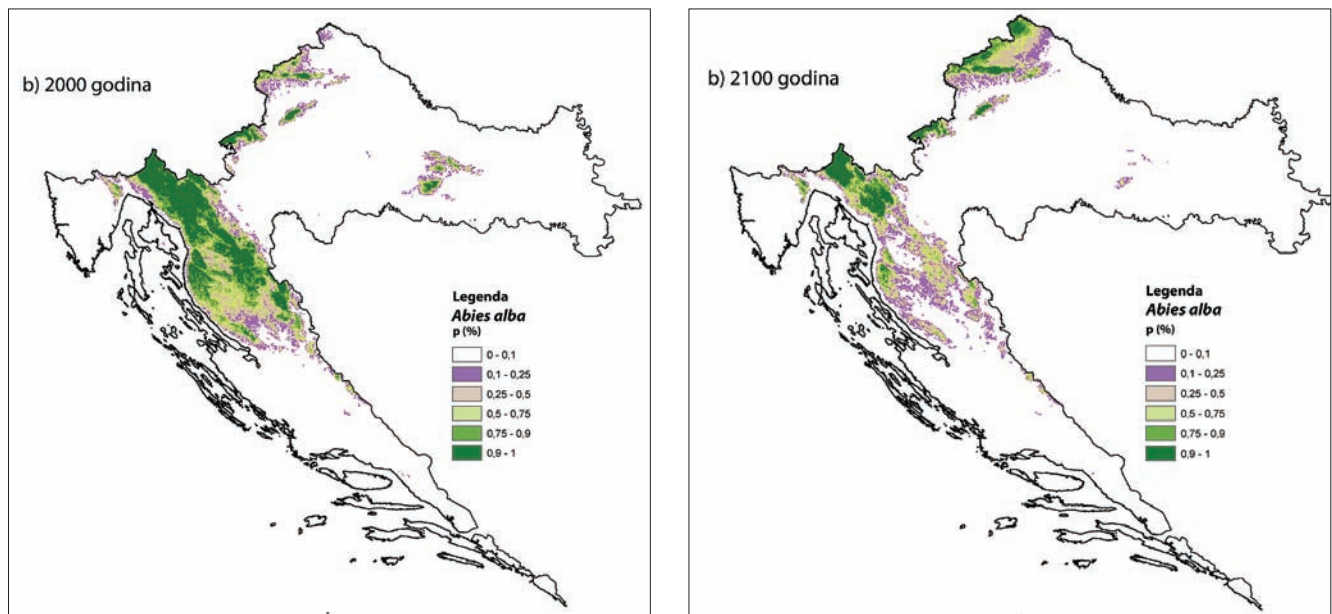 b) 2000 godina
Legenda
Abies alba
p (%)
0 - 0,1
0,1 - 0,25
0,25 - 0,5
0,5 - 0,75
0,75 - 0,9
0,9 - 1
b) 2100 godina
Legenda
Abies alba
p (%)
0 - 0,1
0,1 - 0,25
0,25 - 0,5
0,5 - 0,75
0,75 - 0,9
0,9 - 1